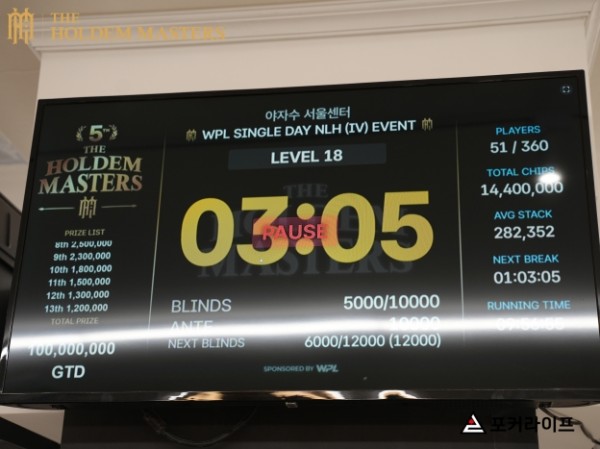 THE
HOLDEM MASTERS
5TH
THE
HOLDEM
MASTERS
PRIZE LIST
8th 2,500,000
9th 2,300,000
10th 1,800,000
11th 1,500,000
12th 1,300,000
13th 1,200,000
TOTAL PRIZE
100,000,000
GTD
야자수 서울센터
WPL SINGLE DAY NLH (IV) EVENT
LEVEL 18
03:05
PAUSE
BLINDS 5000/10000
ANTE 10000
NEXT BLINDS 6000/12000 (12000)
SPONSORED BY WPL
PLAYERS
51 / 360
TOTAL CHIPS
14,400,000
AVG STACK
282,352
NEXT BREAK
01:03:05
RUNNING TIME
포커라이프